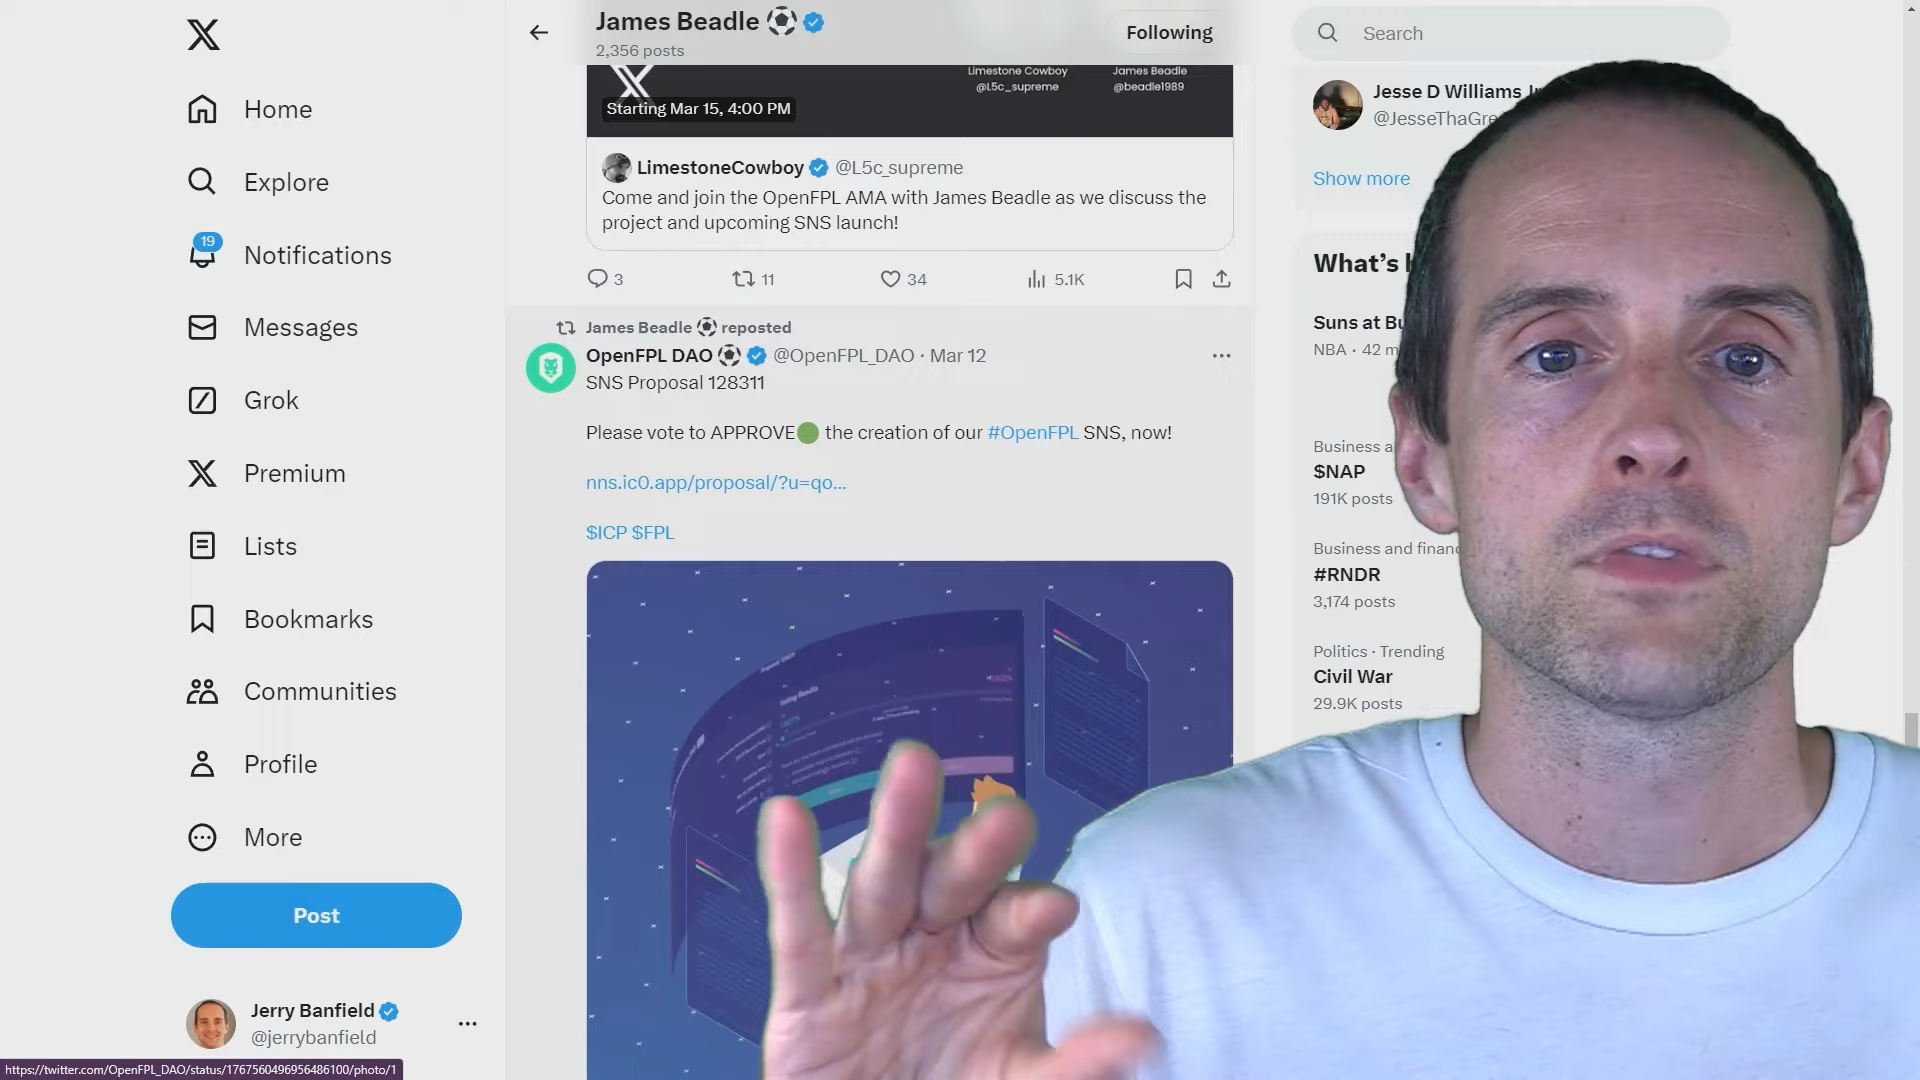 James Beadle
2,356 posts
Following
Search
Home
Explore
19
Notifications
Messages
Grok
Premium
Lists
Bookmarks
Communities
Profile
More
Post
Jerry Banfield
@jerrybanfield
https://twitter.com/OpenFPL_DAO/status/1767560496956486100/photo/1
Limestone Cowboy
@L5c_supreme
James Beadle
@beadle1989
Starting Mar 15, 4:00 PM
LimestoneCowboy @L5c_supreme
Come and join the OpenFPL AMA with James Beadle as we discuss the
project and upcoming SNS launch!
3
11
34
5.1K
James Beadle reposted
OpenFPL DAO @OpenFPL_DAO · Mar 12
SNS Proposal 128311
Please vote to APPROVE the creation of our #OpenFPL SNS, now!
nns.ic0.app/proposal/?u=qo...
$ICP $FPL
Voting Results
Jesse D Williams
@JesseThaGre
Show more
What's
Suns at
NBA · 42
Business
$NAP
191K posts
Business and
#RNDR
3,174 posts
Politics · Trending
Civil War
29.9K posts